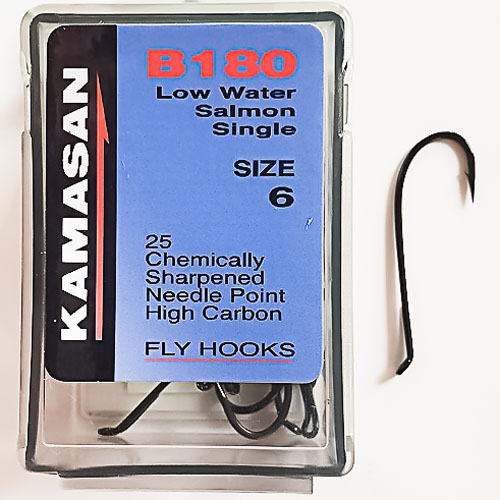 KAMASAN
B180
Low Water
Salmon
Single
SIZE
6
25
Chemically
Sharpened
Needle Point
High Carbon
FLY HOOKS